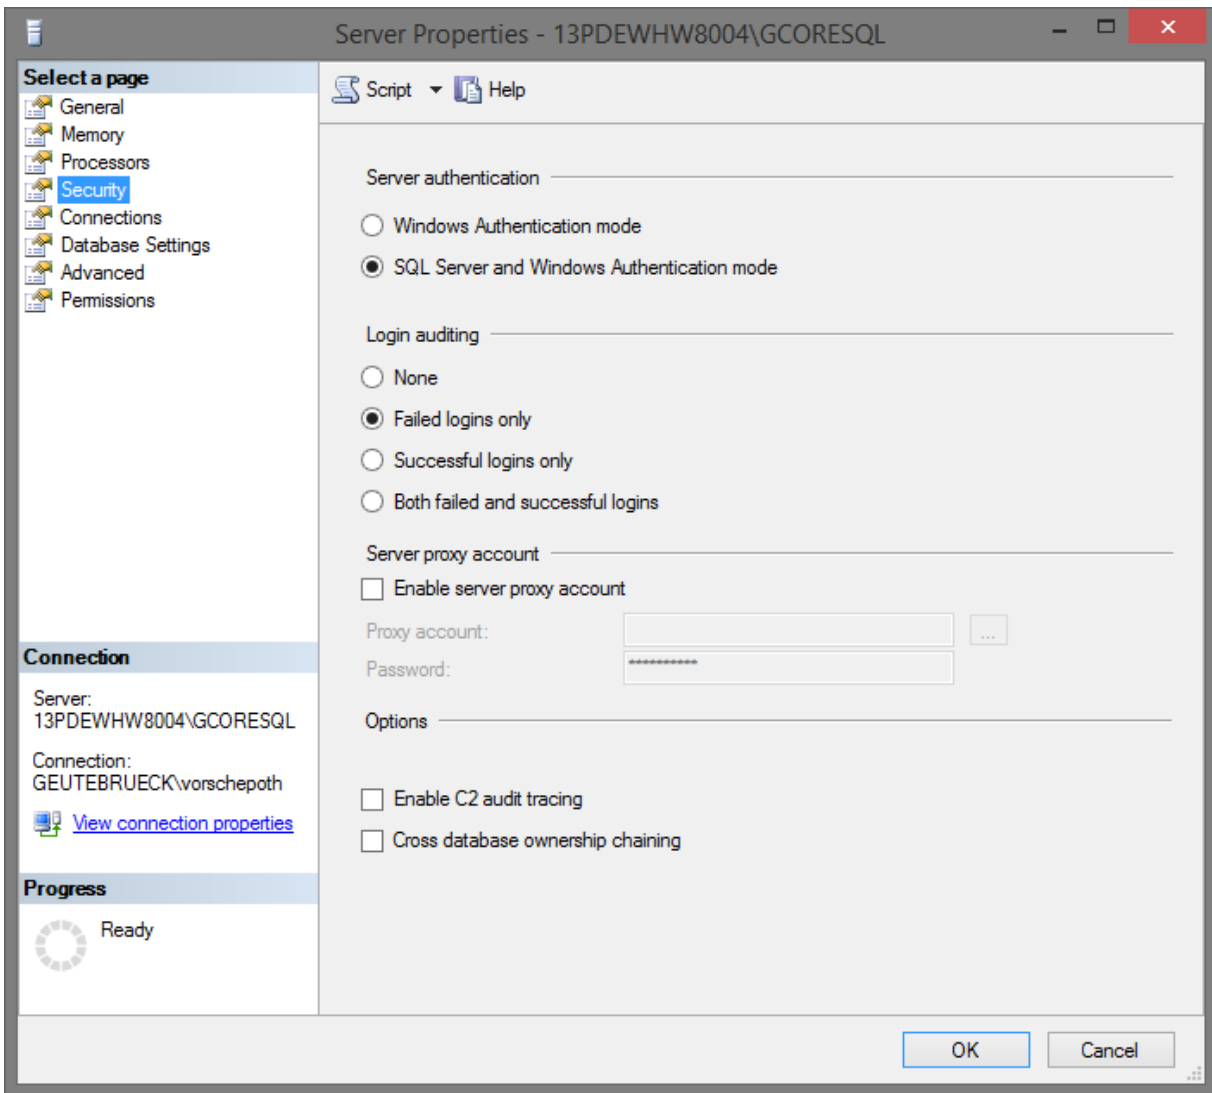 Server Properties - 13PDEWHW8004\GCORESQL
Select a page
General
Memory
Processors
Security
Connections
Database Settings
Advanced
Permissions
Connection
Server:
13PDEWHW8004\GCORESQL
Connection:
GEUTEBRUECK\vorschepoth
View connection properties
Progress
Ready
Script
Help
Server authentication
Windows Authentication mode
SQL Server and Windows Authentication mode
Login auditing
None
Failed logins only
Successful logins only
Both failed and successful logins
Server proxy account
Enable server proxy account
Proxy account:
...
Password:
**********
Options
Enable C2 audit tracing
Cross database ownership chaining
OK
Cancel